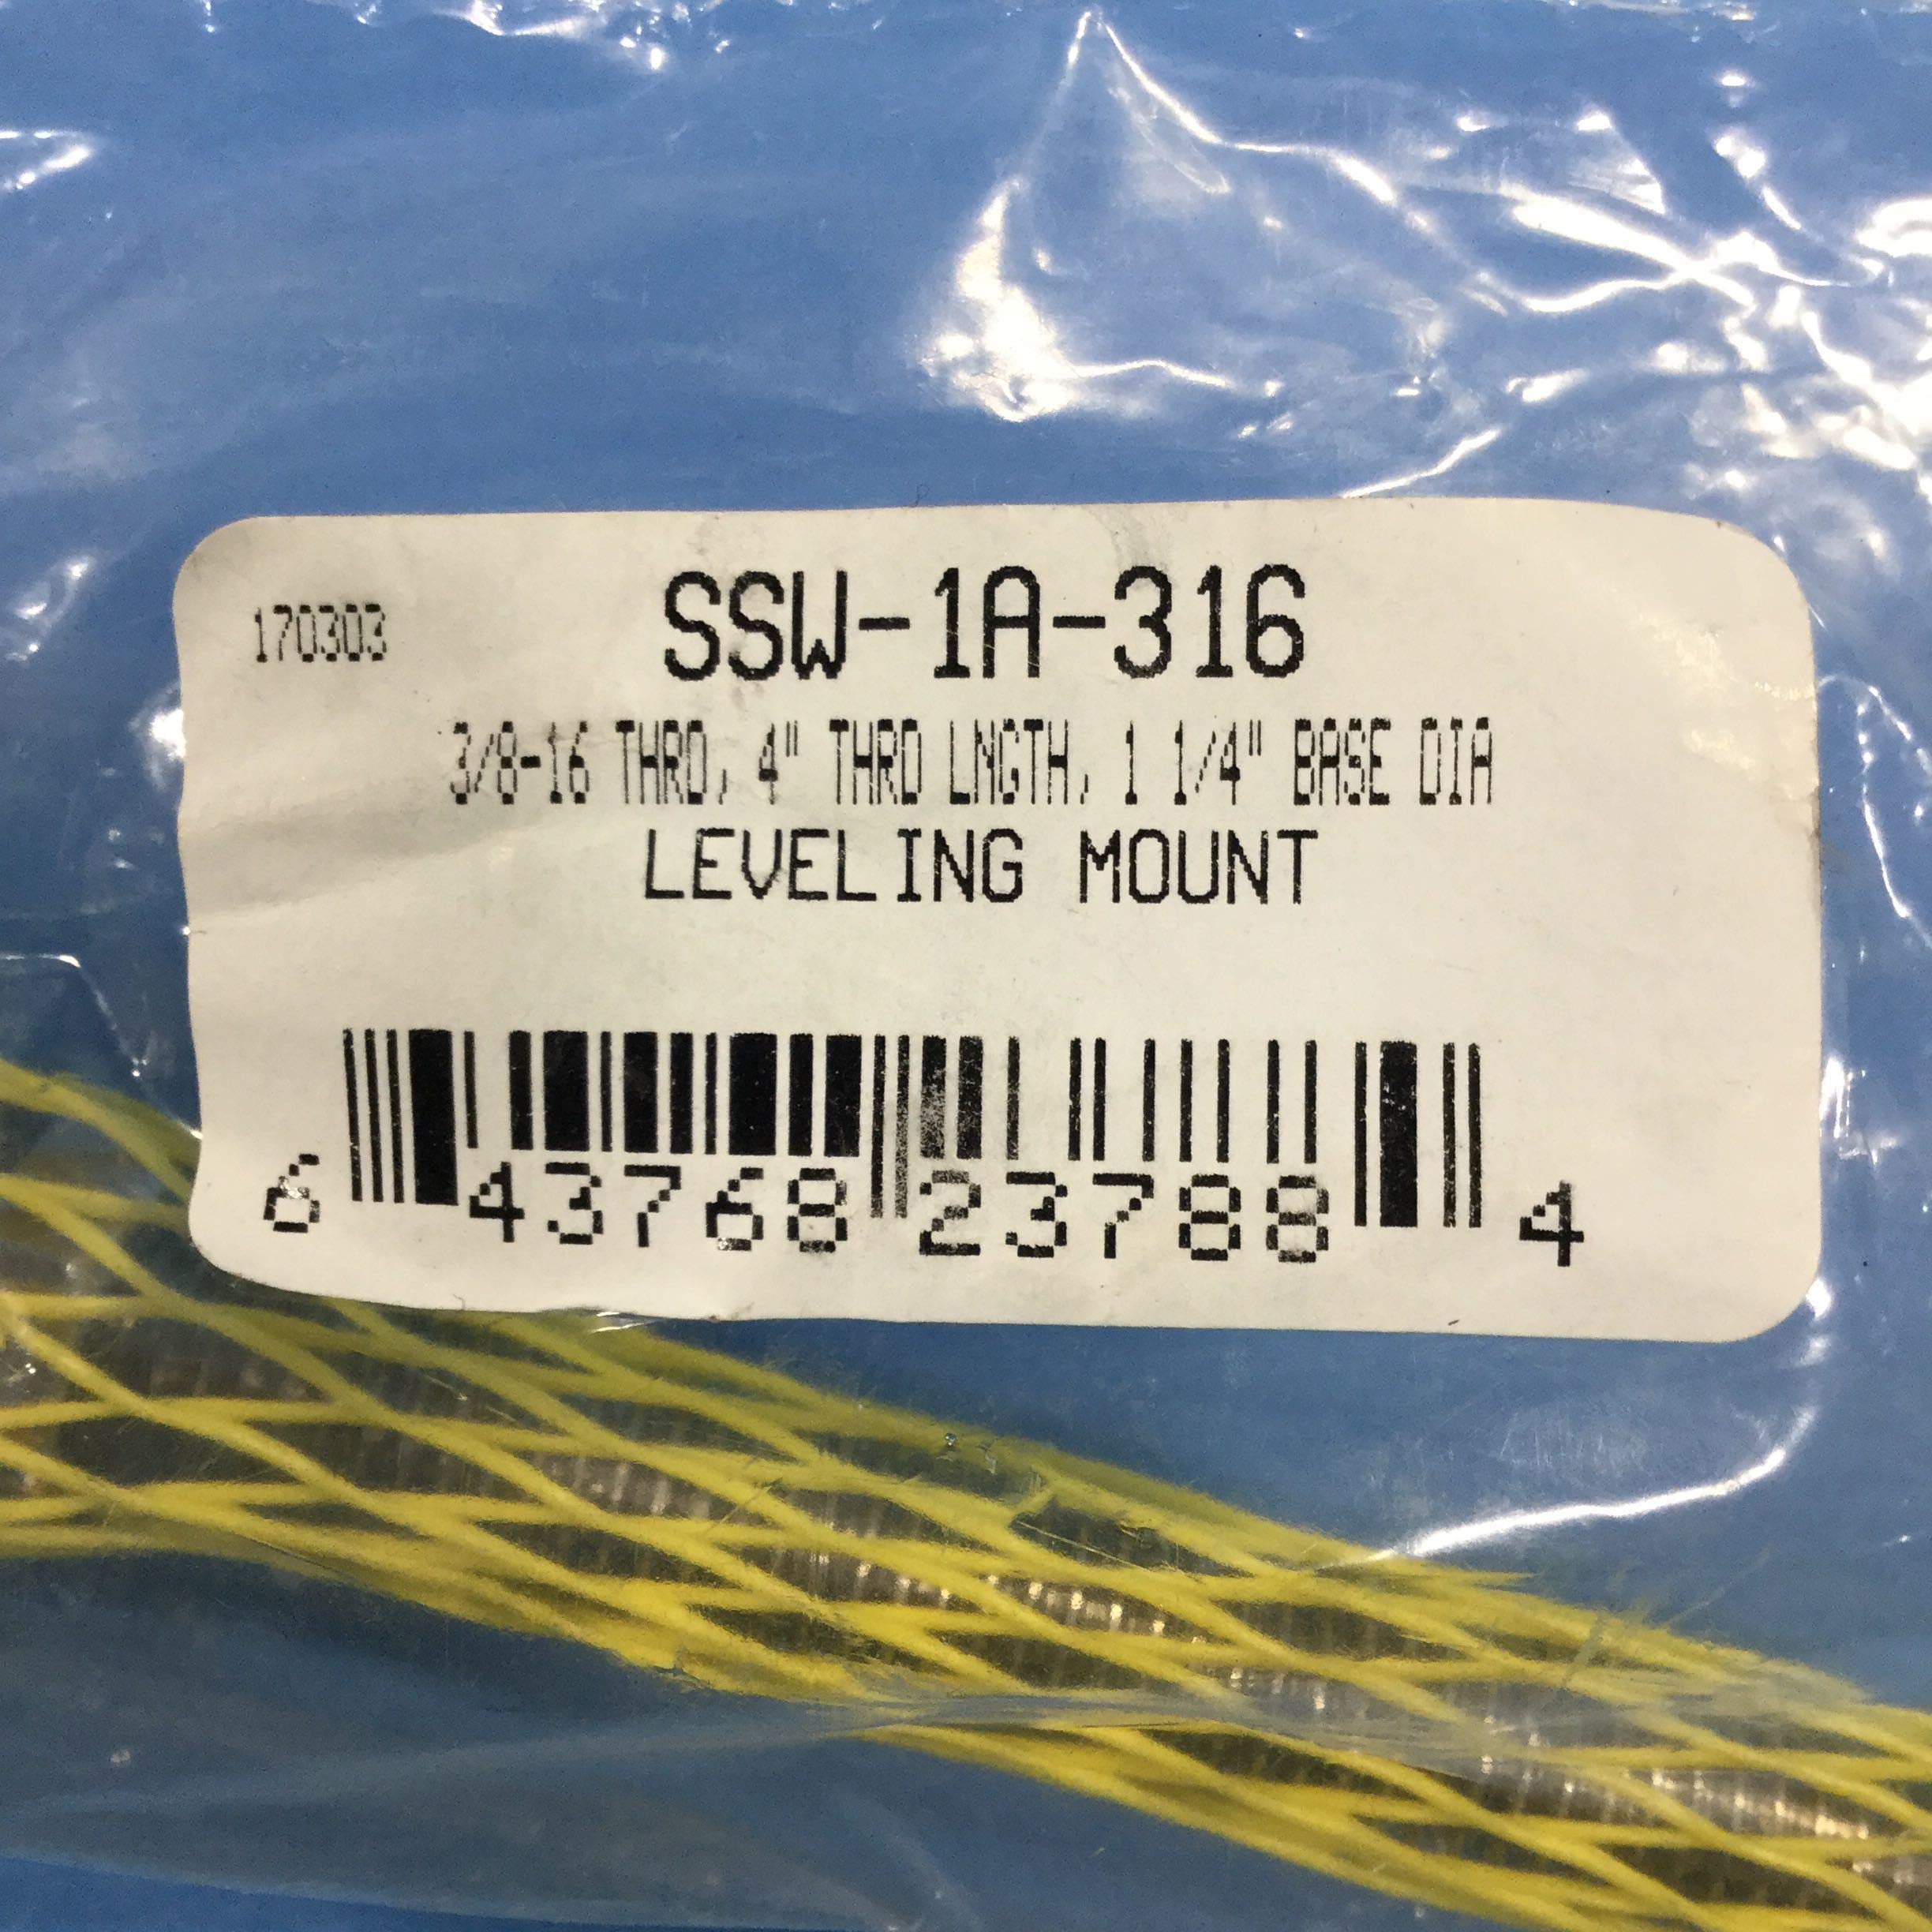 170303
SSW-1A-316
3/8-16 THRD, 4" THRD LNGTH, 1 1/4" BASE DIA
LEVELING MOUNT
6 43768 23788 4